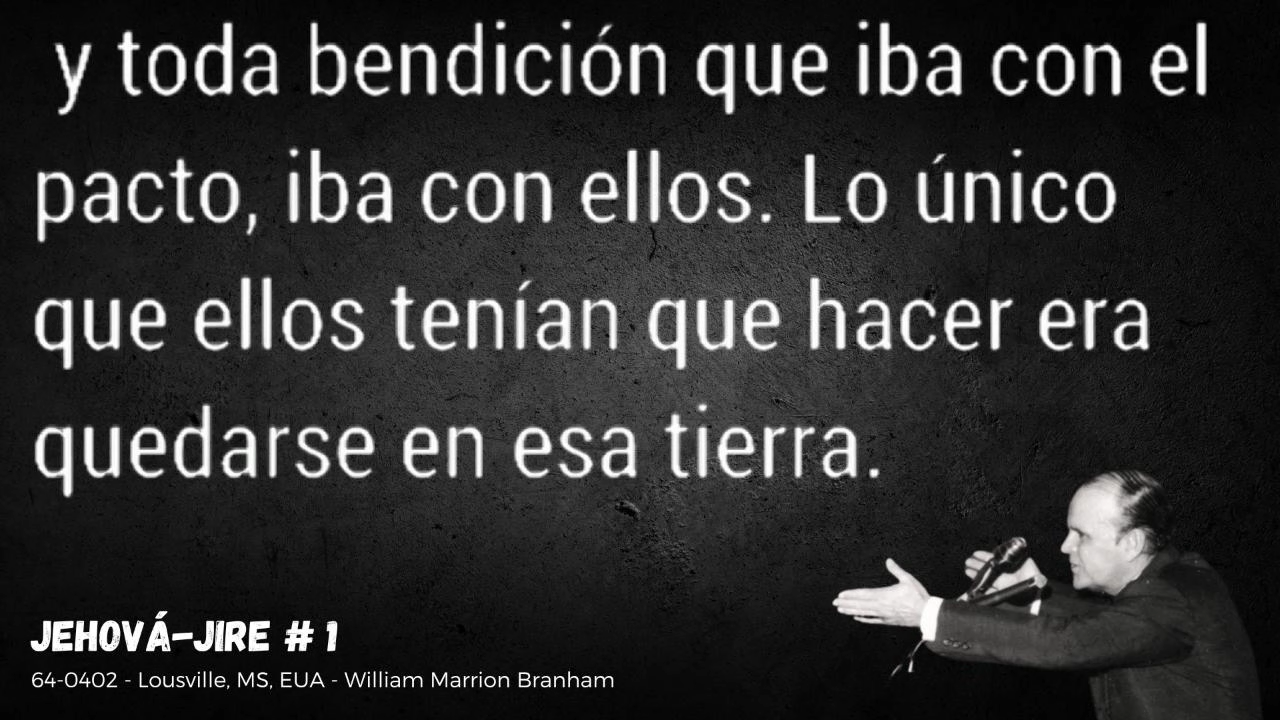 y toda bendición que iba con el
pacto, iba con ellos. Lo único
que ellos tenían que hacer era
quedarse en esa tierra.
JEHOVÁ-JIRE # 1
64-0402 - Lousville, MS, EUA - William Marrion Branham